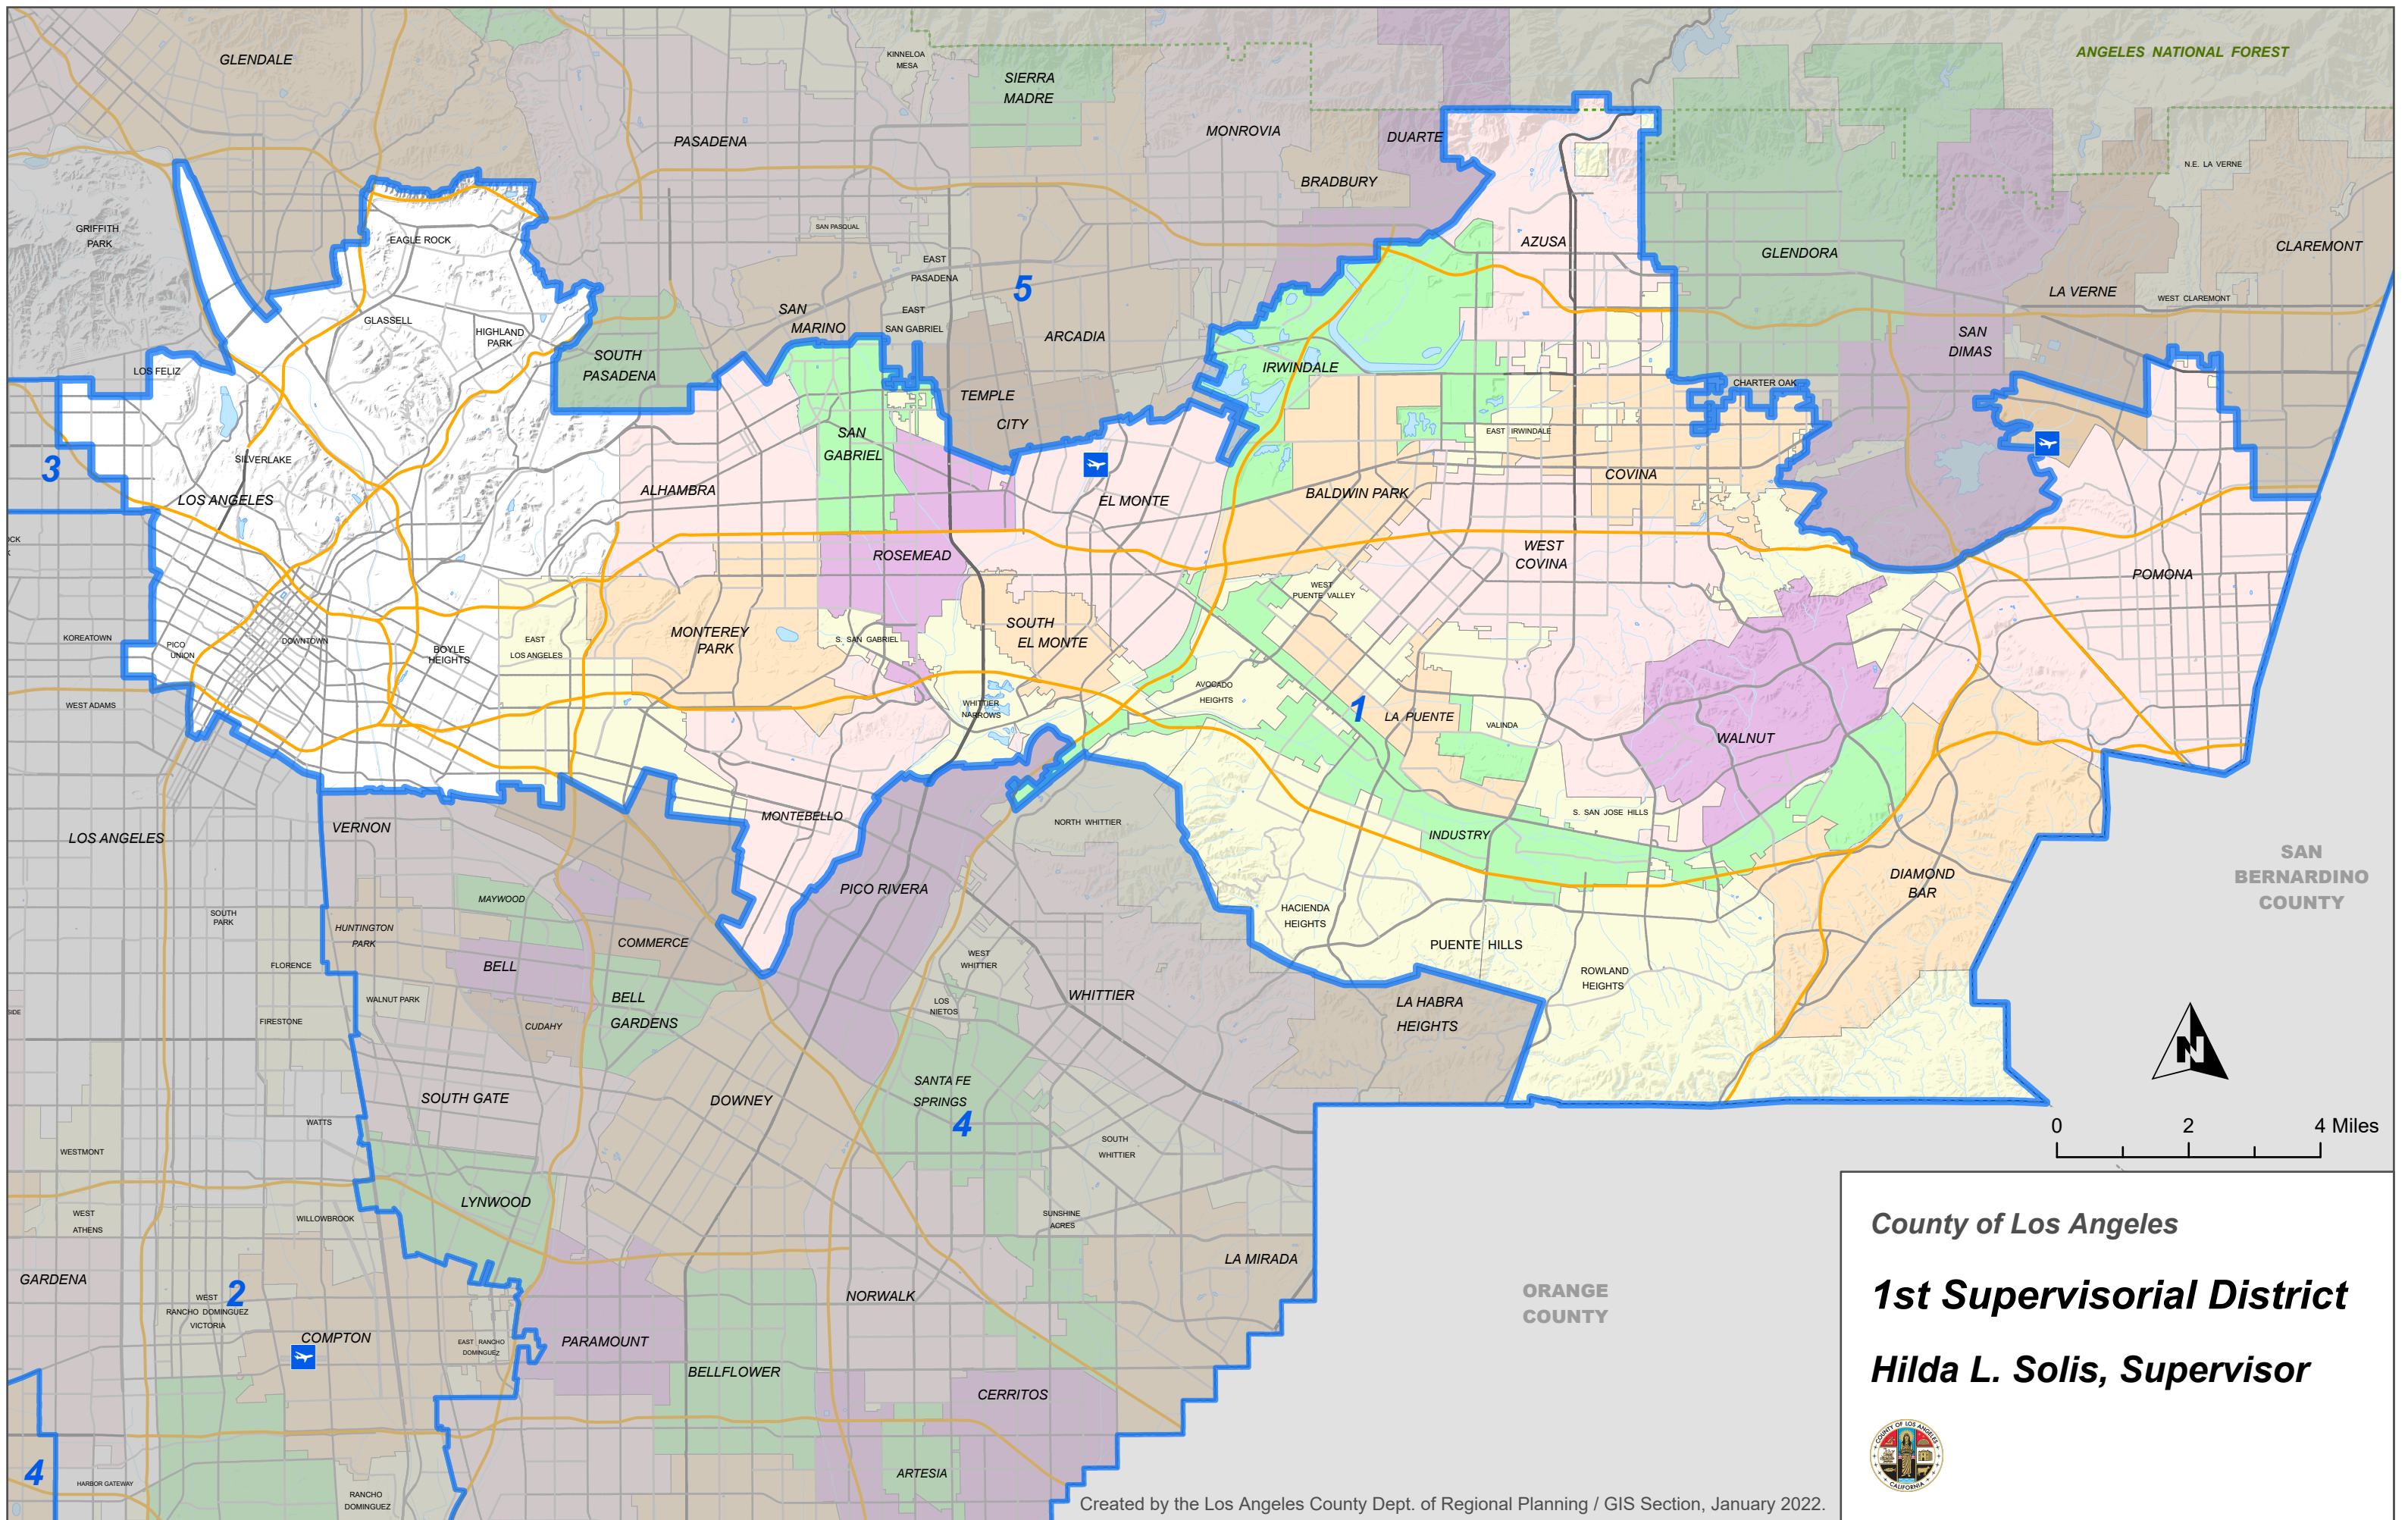 GLENDALE
KINNELOA
MESA
SIERRA
MADRE
ANGELES NATIONAL FOREST
PASADENA
MONROVIA
DUARTE
BRADBURY
N.E. LA VERNE
GRIFFITH
PARK
EAGLE ROCK
SAN PASQUAL
EAST
PASADENA
AZUSA
GLENDORA
CLAREMONT
5
LA VERNE
WEST CLAREMONT
GLASSELL
HIGHLAND
PARK
SAN
MARINO
EAST
SAN GABRIEL
ARCADIA
SAN
DIMAS
LOS FELIZ
SOUTH
PASADENA
IRWINDALE
CHARTER OAK
TEMPLE
CITY
SAN
GABRIEL
EAST IRWINDALE
3
SILVERLAKE
LOS ANGELES
ALHAMBRA
EL MONTE
BALDWIN PARK
COVINA
OCK
K
ROSEMEAD
WEST
COVINA
POMONA
WEST
PUENTE VALLEY
KOREATOWN
PICO
UNION
DOWNTOWN
BOYLE
HEIGHTS
EAST
LOS ANGELES
MONTEREY
PARK
S. SAN GABRIEL
SOUTH
EL MONTE
AVOCADO
HEIGHTS
WEST ADAMS
WHITTIER
NARROWS
1
LA PUENTE
VALINDA
WALNUT
LOS ANGELES
VERNON
MONTEBELLO
NORTH WHITTIER
INDUSTRY
S. SAN JOSE HILLS
SAN
BERNARDINO
COUNTY
DIAMOND
BAR
PICO RIVERA
MAYWOOD
SOUTH
PARK
HUNTINGTON
PARK
COMMERCE
HACIENDA
HEIGHTS
PUENTE HILLS
ROWLAND
HEIGHTS
FLORENCE
BELL
WEST
WHITTIER
WALNUT PARK
BELL
GARDENS
LOS
NIETOS
WHITTIER
LA HABRA
HEIGHTS
SIDE
FIRESTONE
CUDAHY
N
SOUTH GATE
DOWNEY
SANTA FE
SPRINGS
4
WATTS
WESTMONT
SOUTH
WHITTIER
0 2 4 Miles
LYNWOOD
WEST
ATHENS
WILLOWBROOK
SUNSHINE
ACRES
LA MIRADA
GARDENA
2
WEST
RANCHO DOMINGUEZ
VICTORIA
COMPTON
EAST RANCHO
DOMINGUEZ
PARAMOUNT
NORWALK
ORANGE
COUNTY
BELLFLOWER
CERRITOS
4
HARBOR GATEWAY
RANCHO
DOMINGUEZ
ARTESIA
County of Los Angeles
1st Supervisorial District
Hilda L. Solis, Supervisor
COUNTY OF LOS ANGELES
CALIFORNIA
Created by the Los Angeles County Dept. of Regional Planning / GIS Section, January 2022.